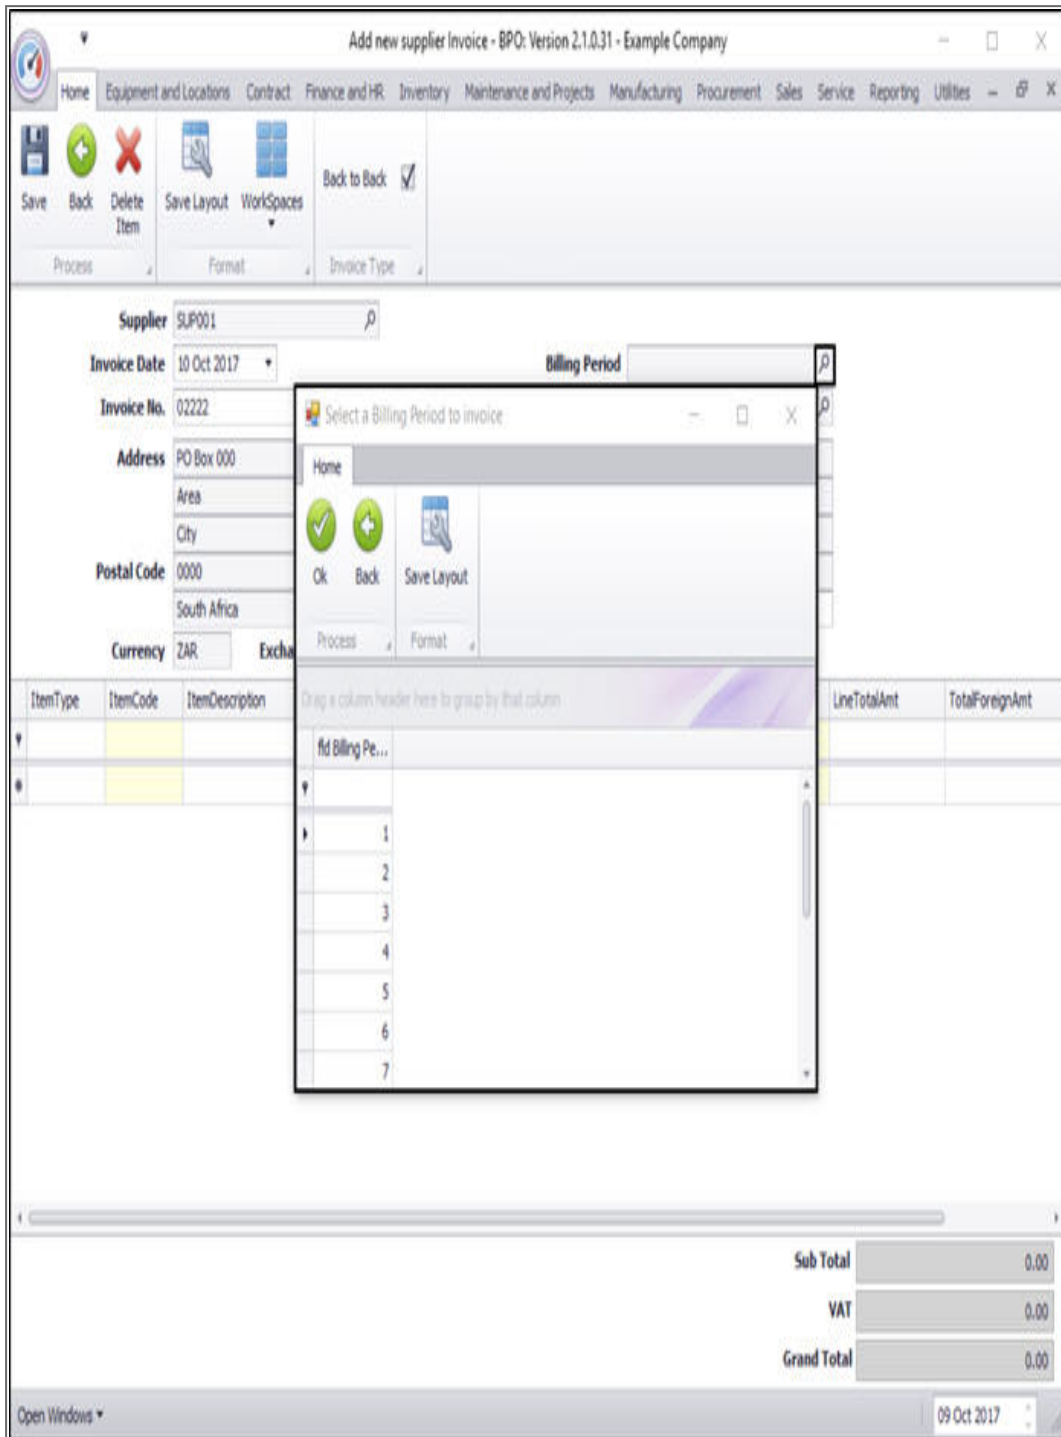 Add new supplier Invoice - BPO: Version 2.1.0.31 - Example Company
Home Equipment and Locations Contract Finance and HR Inventory Maintenance and Projects Manufacturing Procurement Sales Service Reporting Utilities
Save Back Delete Item Save Layout WorkSpaces Back to Back
Process Format Invoice Type
Supplier SUP001
Invoice Date 10 Oct 2017 Billing Period
Invoice No. 02222
Address PO Box 000
Area
City
Postal Code 0000
South Africa
Currency ZAR Excha
ItemType ItemCode ItemDescription LineTotalAmt TotalForeignAmt
Select a Billing Period to invoice
Home
Ok Back Save Layout
Process Format
Drag a column header here to group by that column
fld Billing Pe...
1
2
3
4
5
6
7
Sub Total 0.00
VAT 0.00
Grand Total 0.00
Open Windows 09 Oct 2017